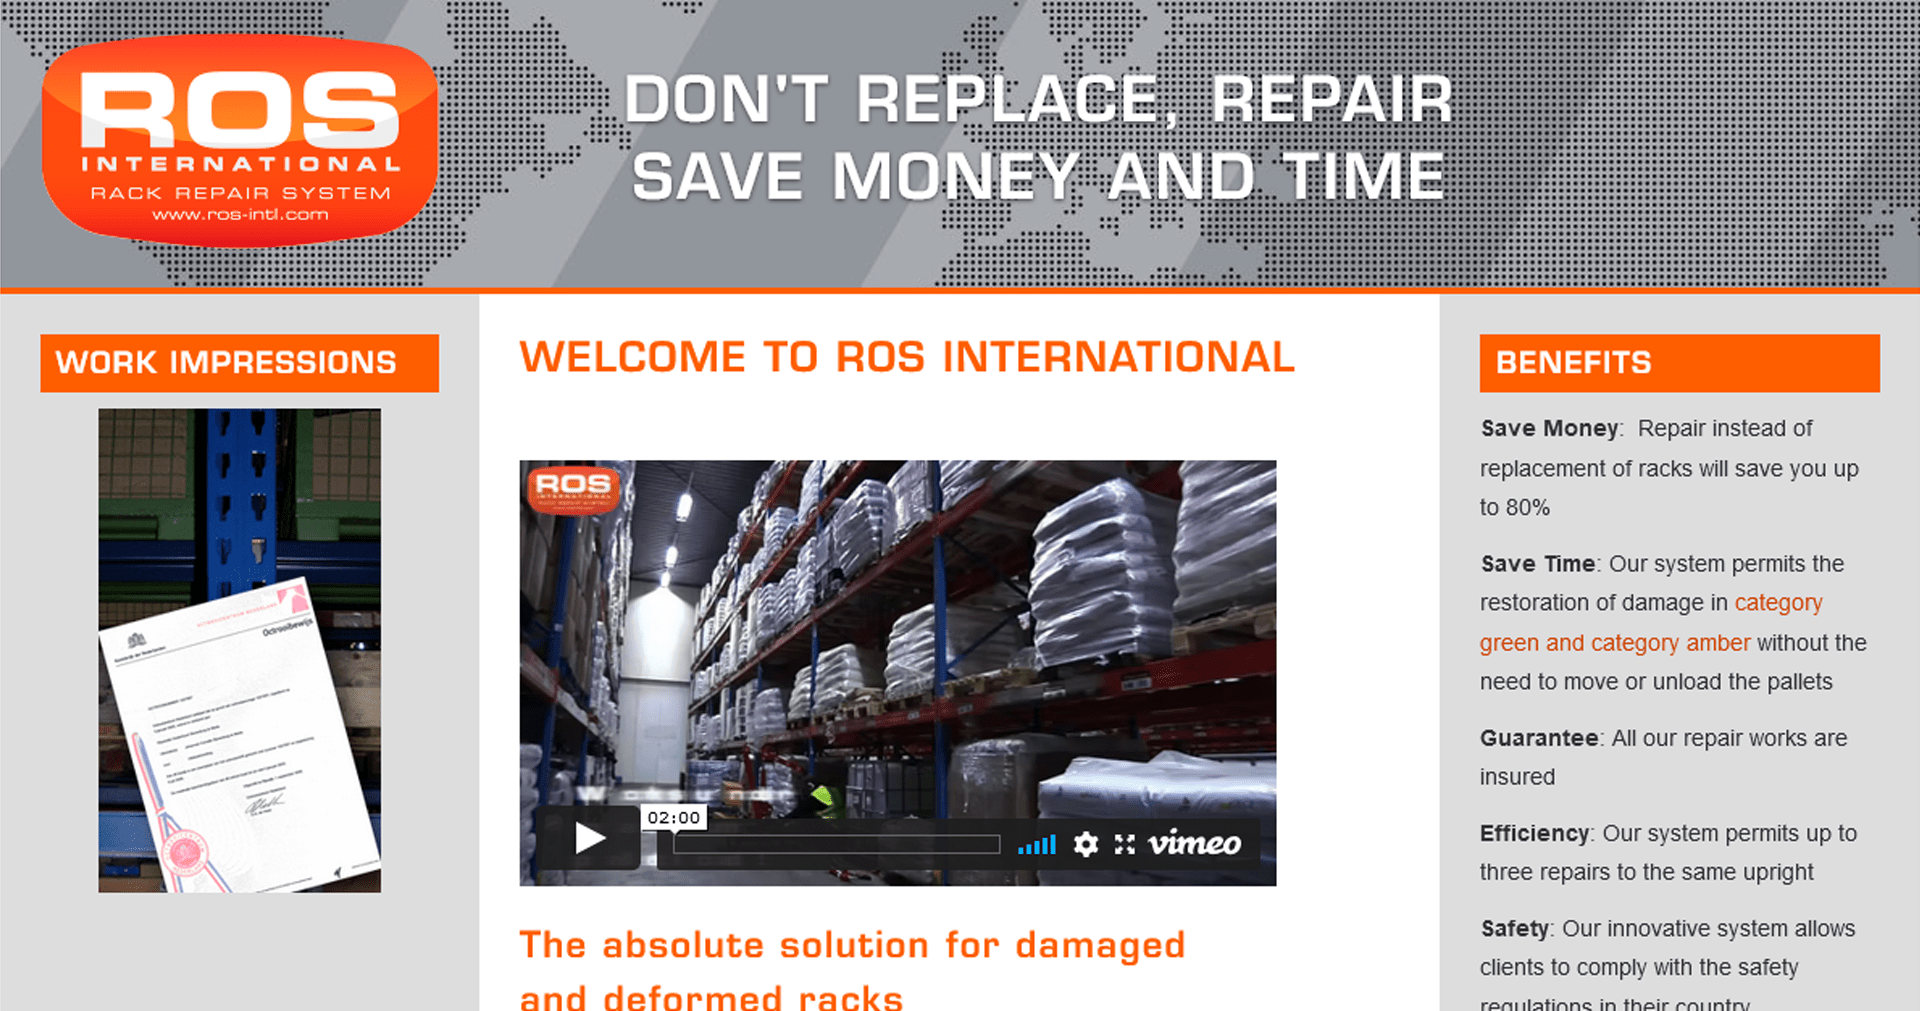 ROS
INTERNATIONAL
RACK REPAIR SYSTEM
www.ros-intl.com
DON'T REPLACE, REPAIR
SAVE MONEY AND TIME
WORK IMPRESSIONS
Octrooibewijs
WELCOME TO ROS INTERNATIONAL
ROS
INTERNATIONAL
02:00
vimeo
The absolute solution for damaged
and deformed racks
BENEFITS
Save Money: Repair instead of
replacement of racks will save you up
to 80%
Save Time: Our system permits the
restoration of damage in category
green and category amber without the
need to move or unload the pallets
Guarantee: All our repair works are
insured
Efficiency: Our system permits up to
three repairs to the same upright
Safety: Our innovative system allows
clients to comply with the safety
regulations in their country